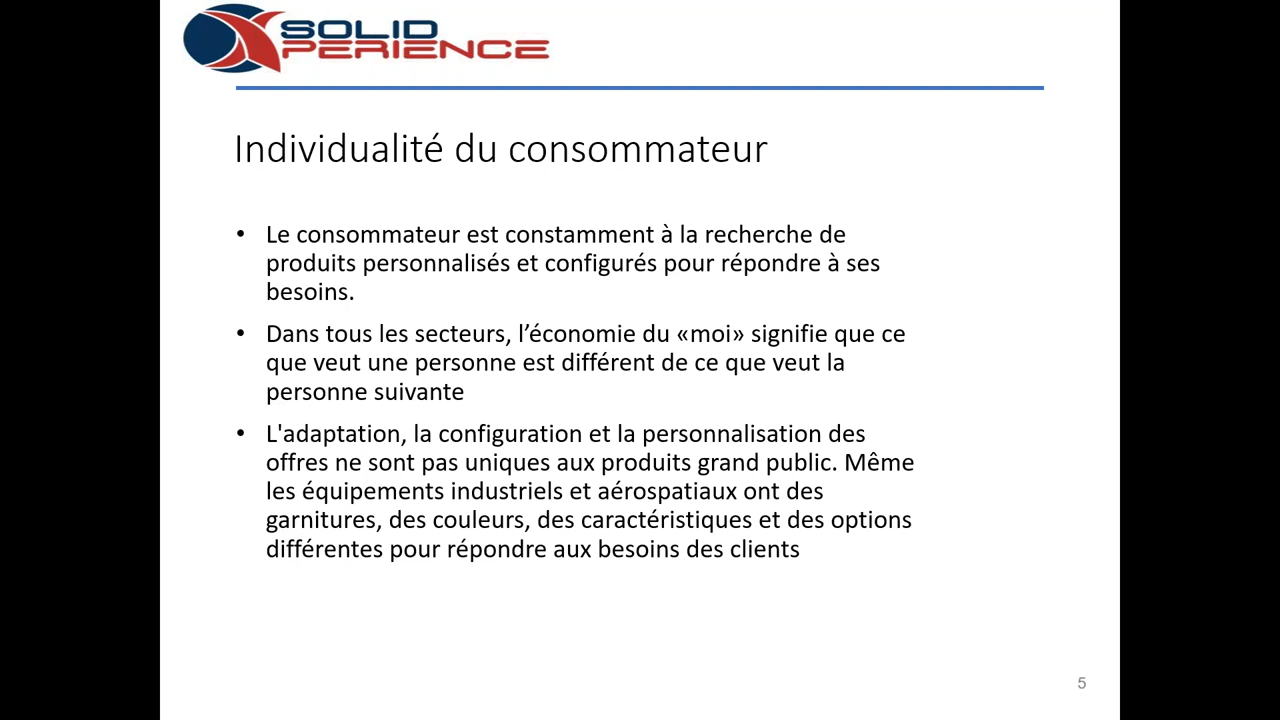 SOLID
XPERIENCE
Individualité du consommateur
• Le consommateur est constamment à la recherche de
produits personnalisés et configurés pour répondre à ses
besoins.
• Dans tous les secteurs, l’économie du «moi» signifie que ce
que veut une personne est différent de ce que veut la
personne suivante
• L'adaptation, la configuration et la personnalisation des
offres ne sont pas uniques aux produits grand public. Même
les équipements industriels et aérospatiaux ont des
garnitures, des couleurs, des caractéristiques et des options
différentes pour répondre aux besoins des clients
5